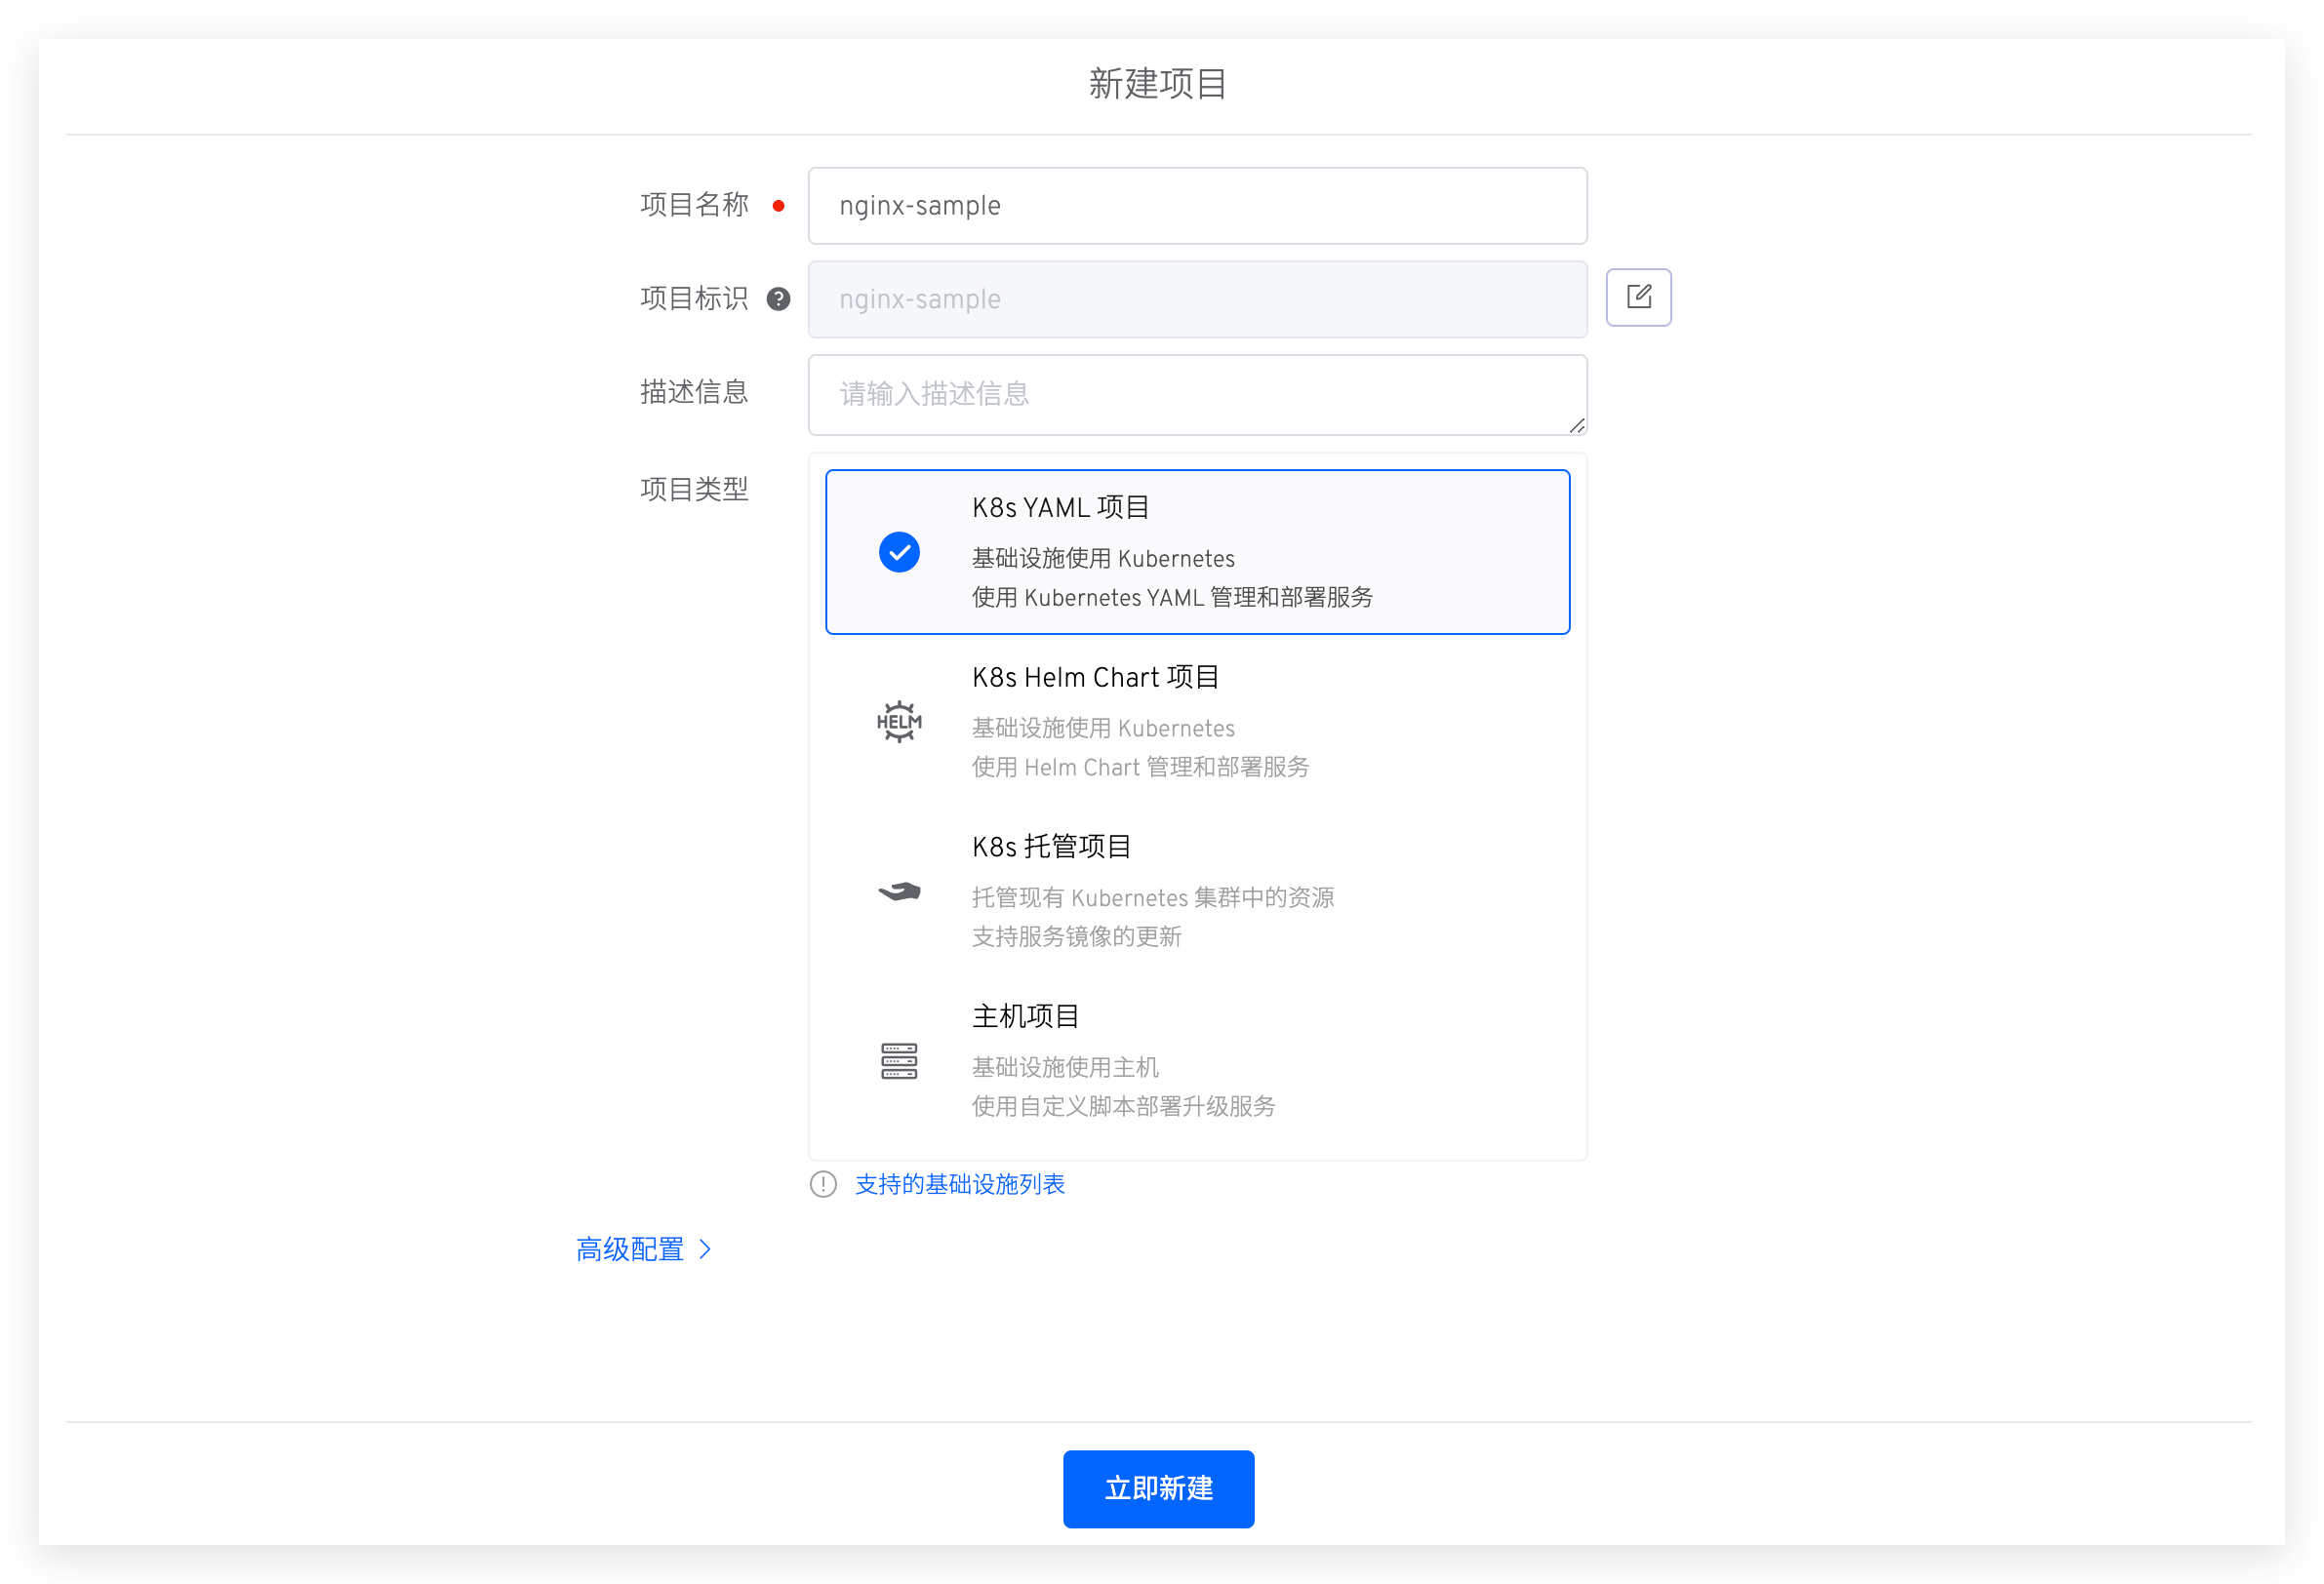 新建项目
项目名称 nginx-sample
项目标识 nginx-sample
描述信息 请输入描述信息
项目类型
K8s YAML 项目
基础设施使用 Kubernetes
使用 Kubernetes YAML 管理和部署服务
HELM
K8s Helm Chart 项目
基础设施使用 Kubernetes
使用 Helm Chart 管理和部署服务
K8s 托管项目
托管现有 Kubernetes 集群中的资源
支持服务镜像的更新
主机项目
基础设施使用主机
使用自定义脚本部署升级服务
支持的基础设施列表
高级配置
立即新建